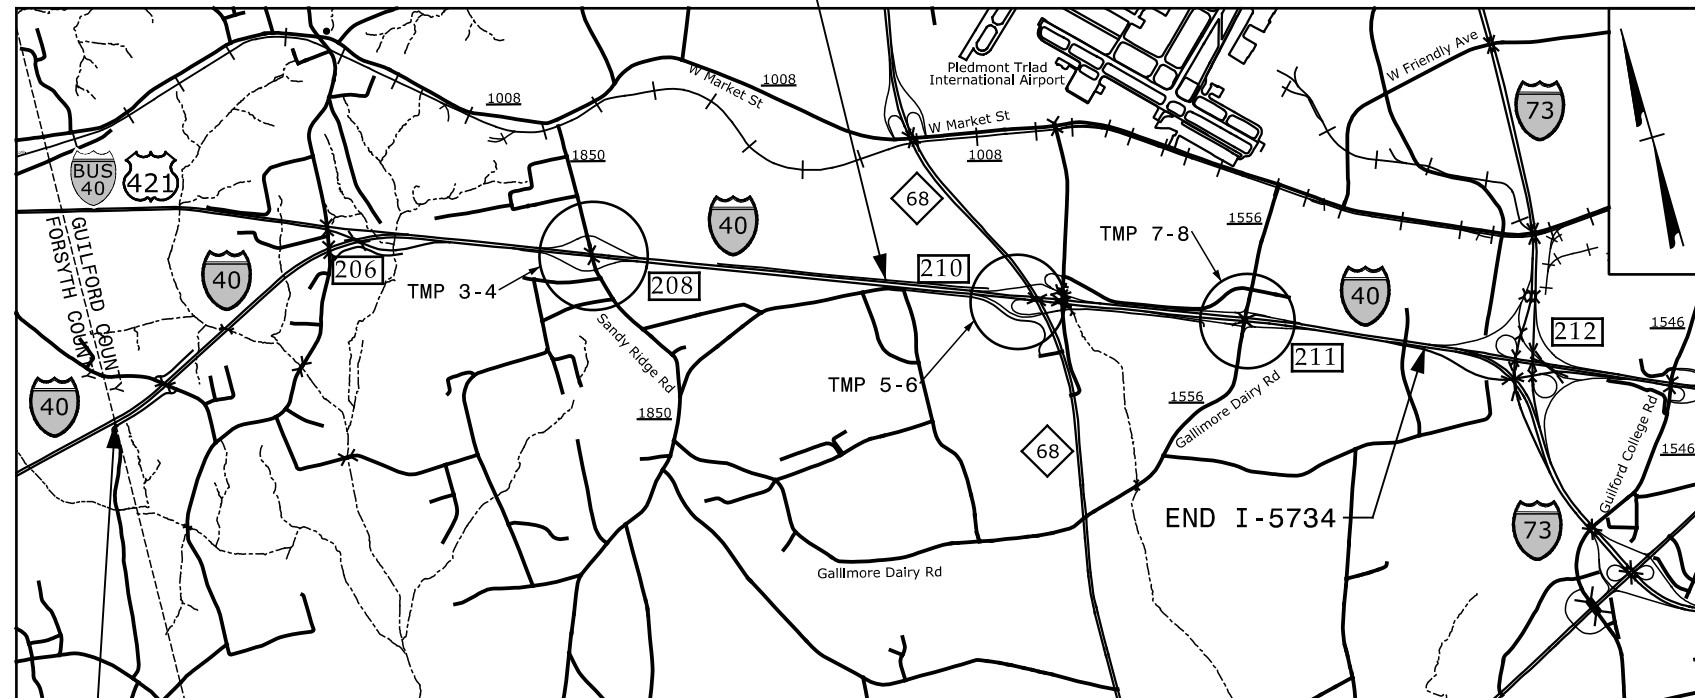 W Friendly Ave
Piedmont Triad
International Airport
W Market St
1008
1008
73
W Market St
1008
1850
BUS
40
421
68
40
1556
TMP 7-8
GUILFORD COUNTY
FORSYTH COUNTY
206
40
TMP 3-4
208
210
40
212
1546
Sandy Ridge Rd
211
TMP 5-6
40
1850
1556
Gallimore Dairy Rd
Guilford College Rd
68
1546
END I-5734
73
Gallimore Dairy Rd